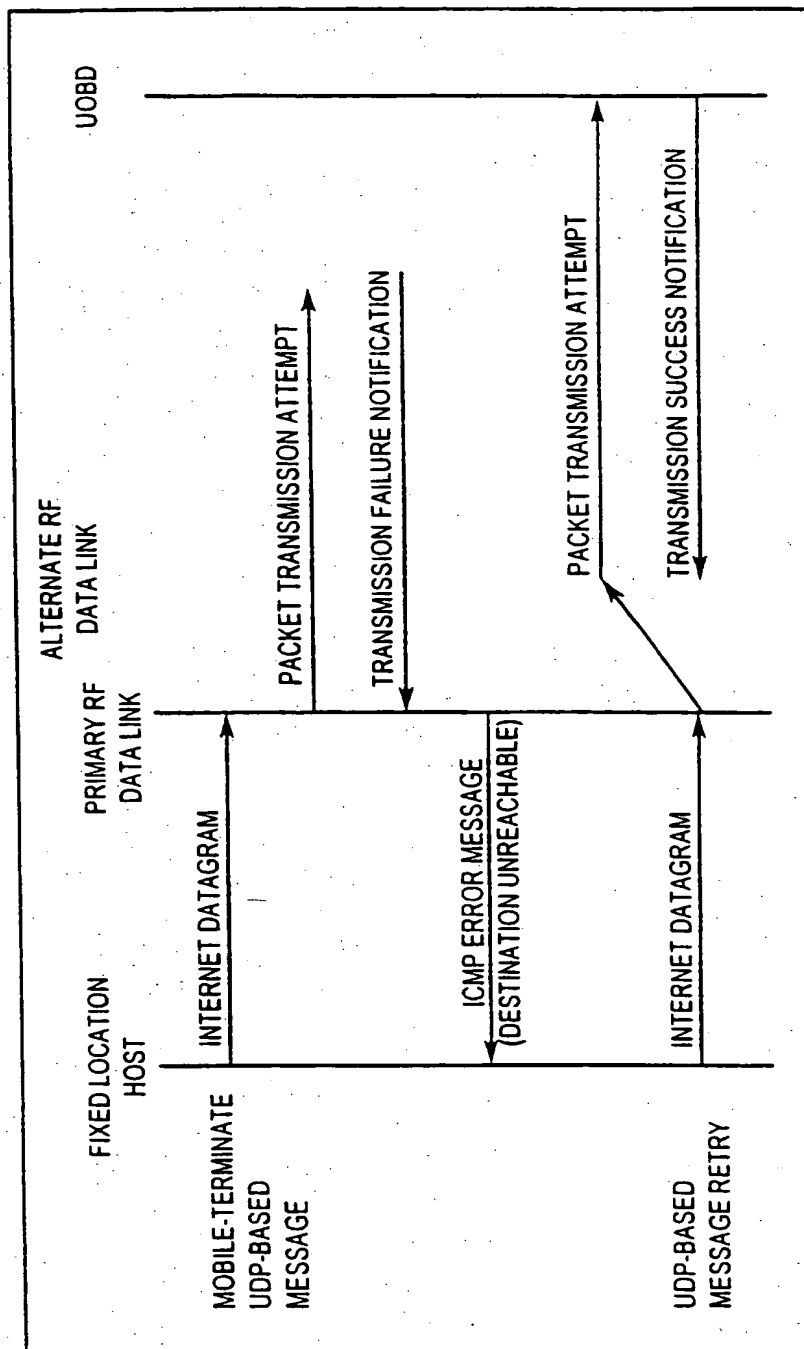 FIXED LOCATION
HOST
PRIMARY RF
DATA LINK
ALTERNATE RF
DATA LINK
UOBD
MOBILE-TERMINATE
UDP-BASED
MESSAGE
INTERNET DATAGRAM
PACKET TRANSMISSION ATTEMPT
TRANSMISSION FAILURE NOTIFICATION
ICMP ERROR MESSAGE
(DESTINATION UNREACHABLE)
UDP-BASED
MESSAGE RETRY
INTERNET DATAGRAM
PACKET TRANSMISSION ATTEMPT
TRANSMISSION SUCCESS NOTIFICATION